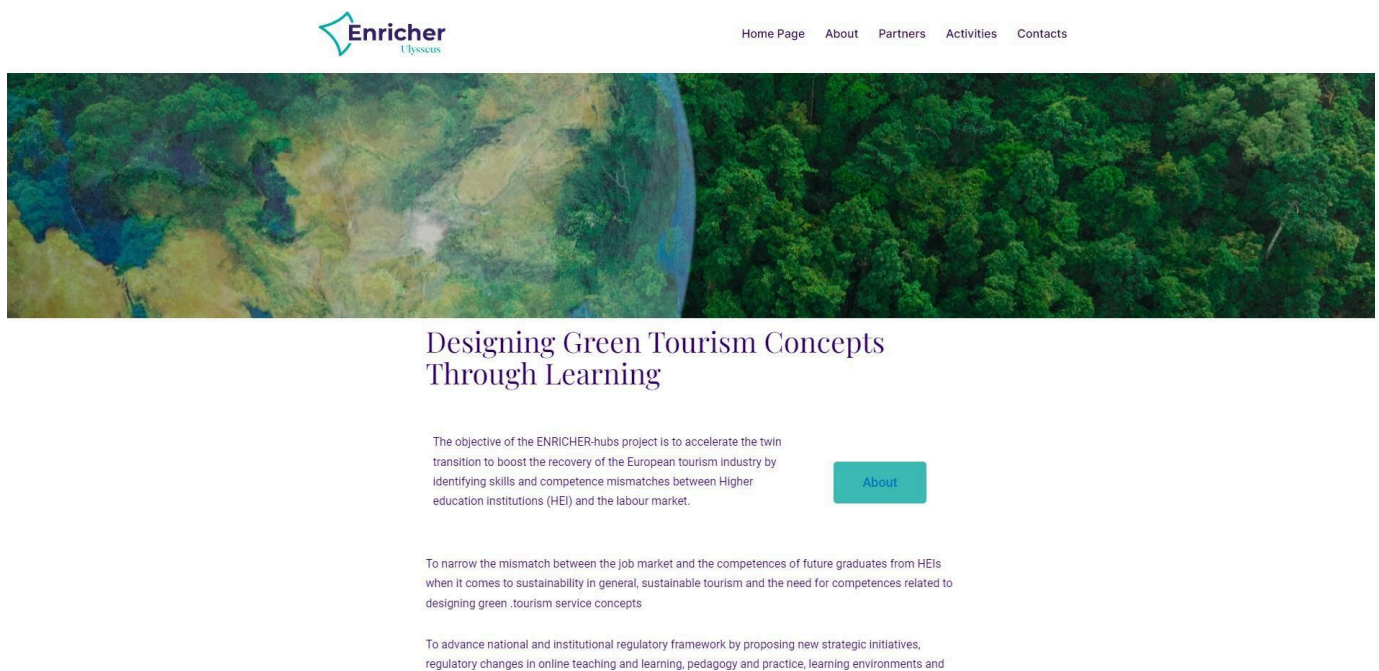 Enricher
Ulysseus
Home Page About Partners Activities Contacts
Designing Green Tourism Concepts
Through Learning
The objective of the ENRICHER-hubs project is to accelerate the twin
transition to boost the recovery of the European tourism industry by
identifying skills and competence mismatches between Higher
education institutions (HEI) and the labour market.
About
To narrow the mismatch between the job market and the competences of future graduates from HEIs
when it comes to sustainability in general, sustainable tourism and the need for competences related to
designing green .tourism service concepts
To advance national and institutional regulatory framework by proposing new strategic initiatives,
regulatory changes in online teaching and learning, pedagogy and practice, learning environments and